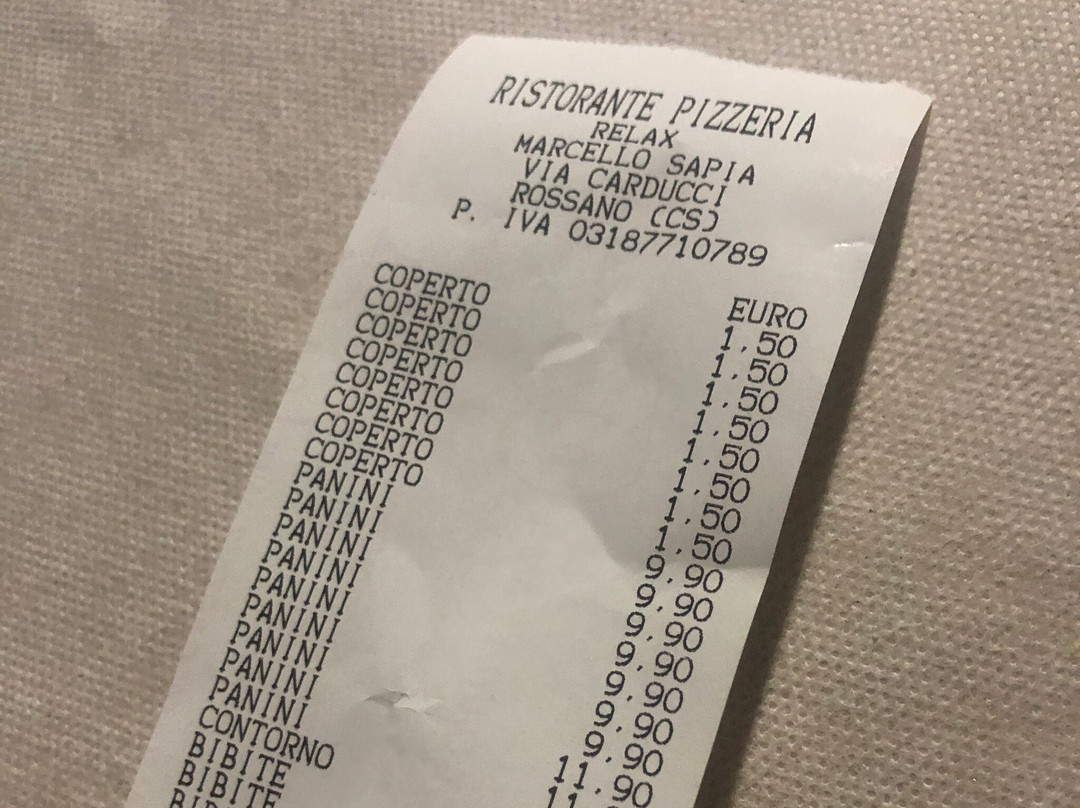 RISTORANTE PIZZERIA
RELAX
MARCELLO SAPIA
VIA CARDUCCI
ROSSANO (CS)
P. IVA 03187710789
EURO
COPERTO 1,50
COPERTO 1,50
COPERTO 1,50
COPERTO 1,50
COPERTO 1,50
COPERTO 1,50
COPERTO 1,50
COPERTO 1,50
PANINI 9,90
PANINI 9,90
PANINI 9,90
PANINI 9,90
PANINI 9,90
PANINI 9,90
PANINI 9,90
PANINI 11,90
PANINI
CONTORNO
BIBITE
BIBITE